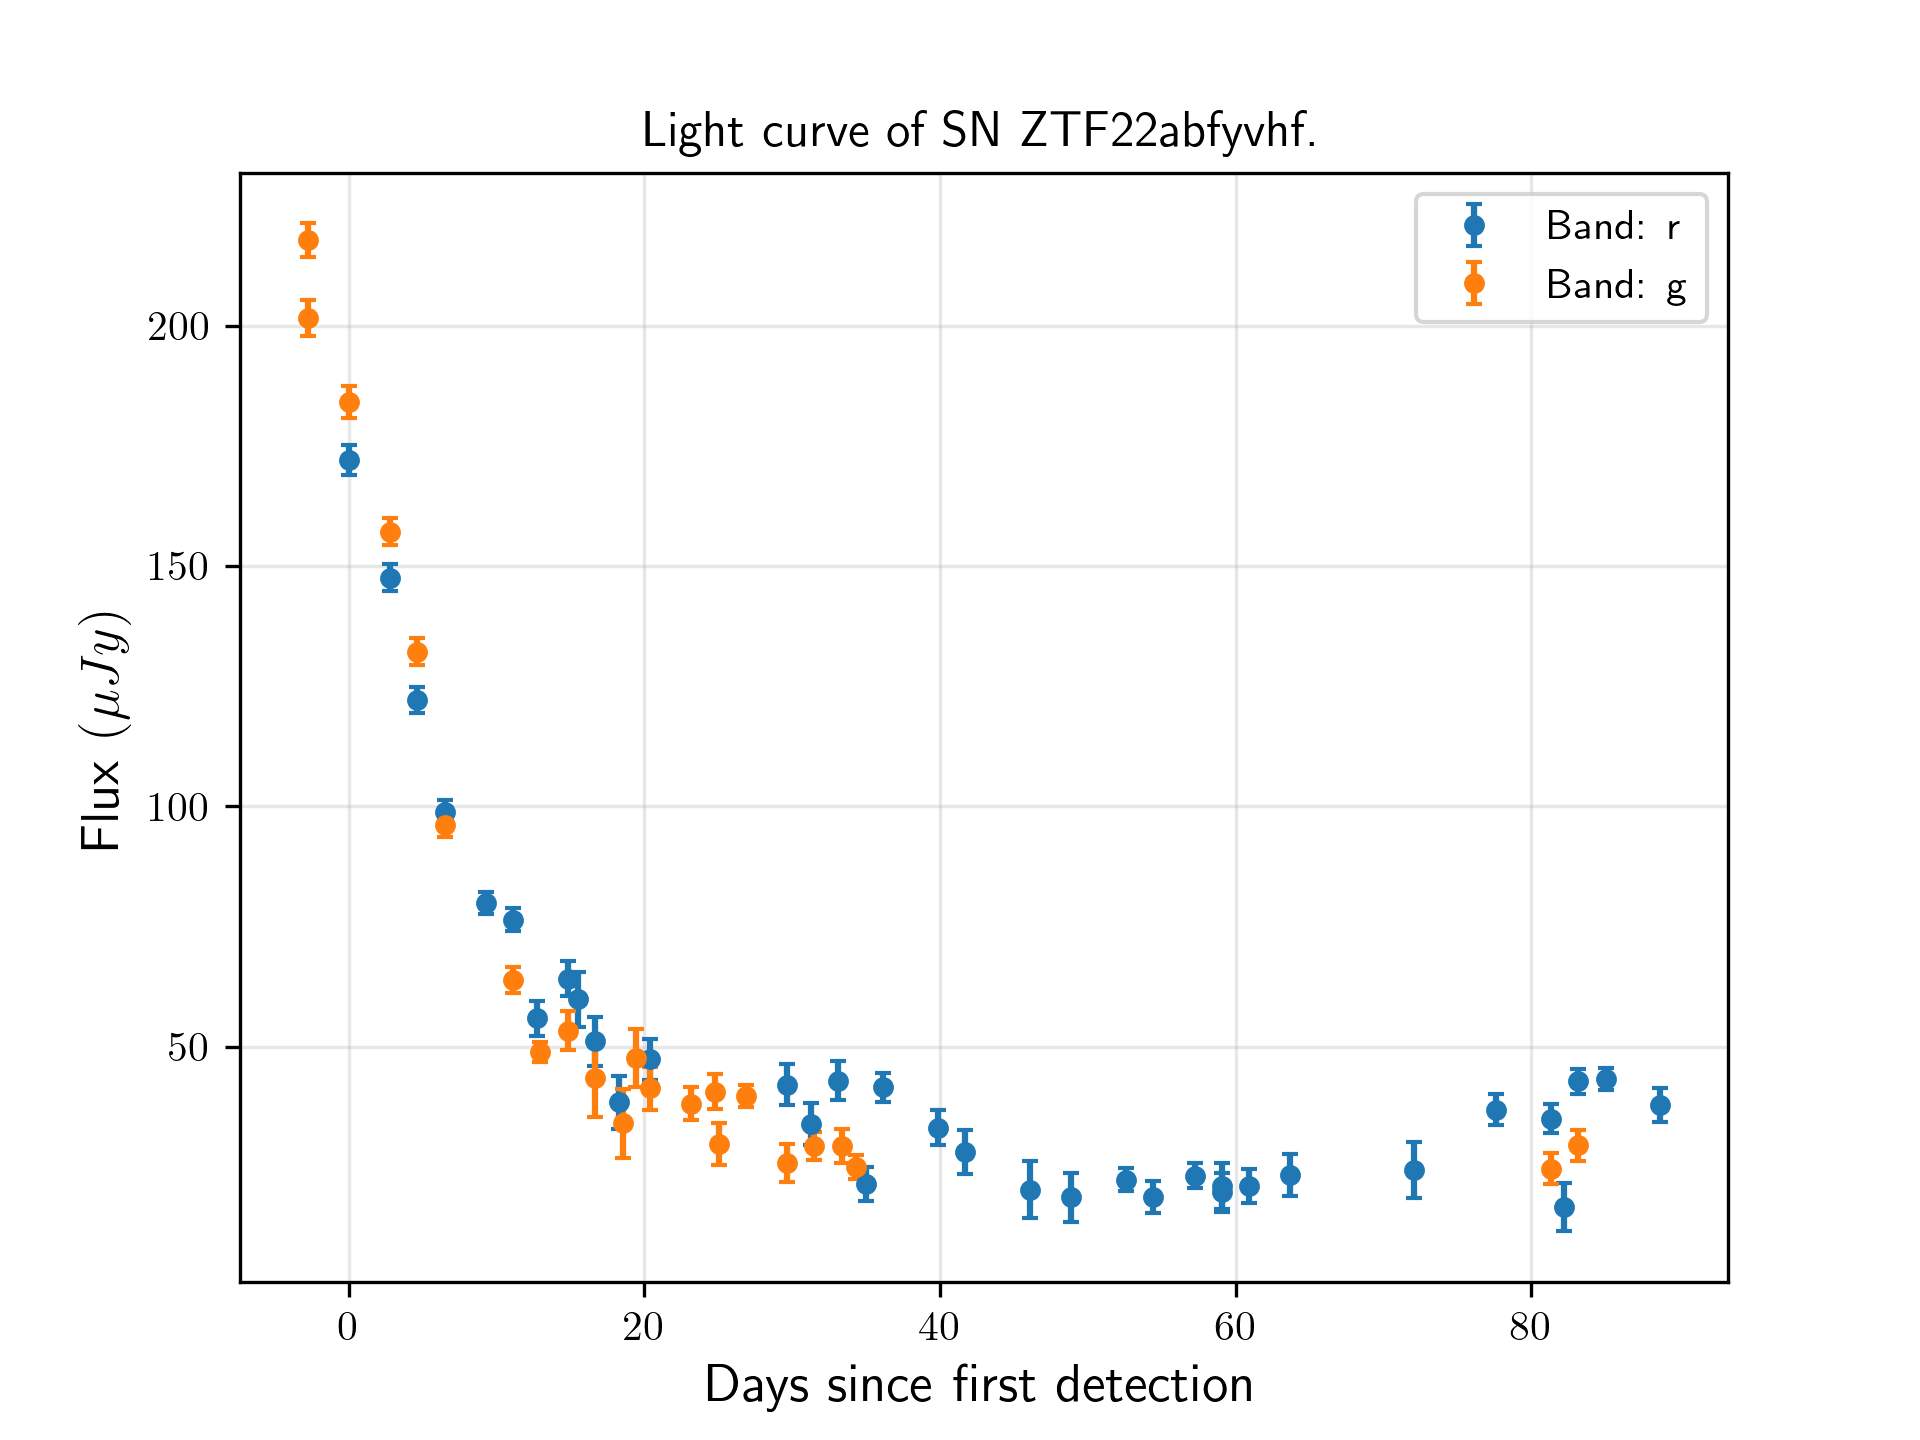 Light curve of SN ZTF22abfyvhf.
Band: r
Band: g
200
150
100
50
Flux (μJy)
0 20 40 60 80
Days since first detection